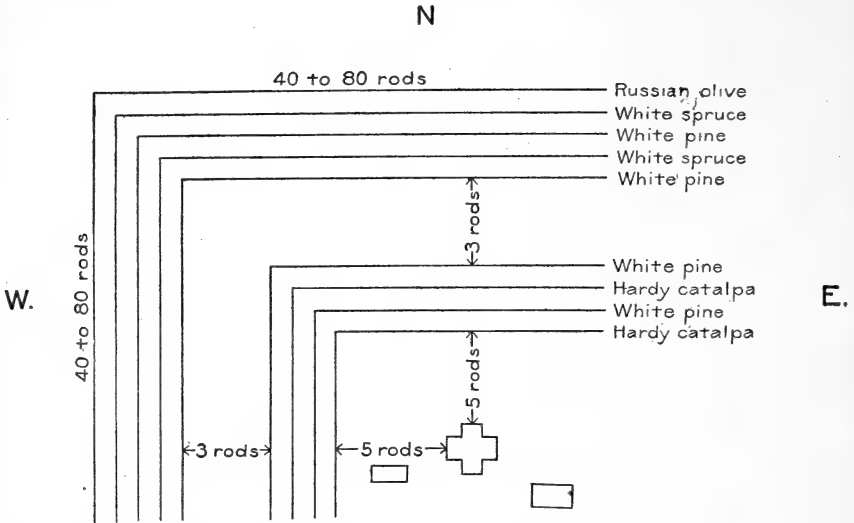 N
40 to 80 rods
Russian olive
White spruce
White pine
White spruce
White pine
3 rods
White pine
Hardy catalpa
White pine
Hardy catalpa
W.
E.
40 to 80 rods
5 rods
3 rods
5 rods